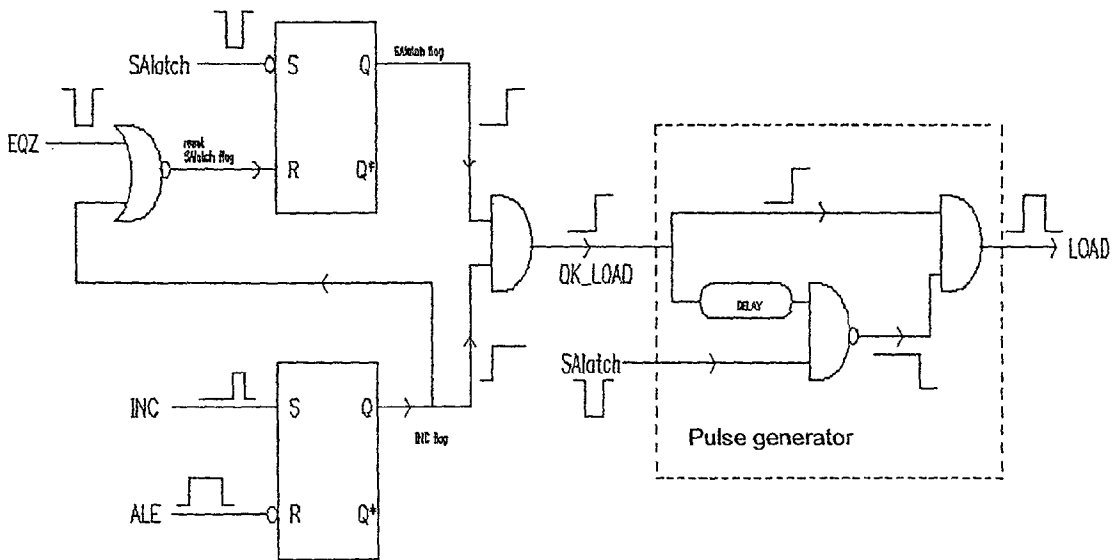 SAlatch
S
Q
SAlatch flag
EQZ
reset
SAlatch flag
R
Q*
OK_LOAD
LOAD
DELAY
SAlatch
INC
S
Q
INC flag
Pulse generator
ALE
R
Q*